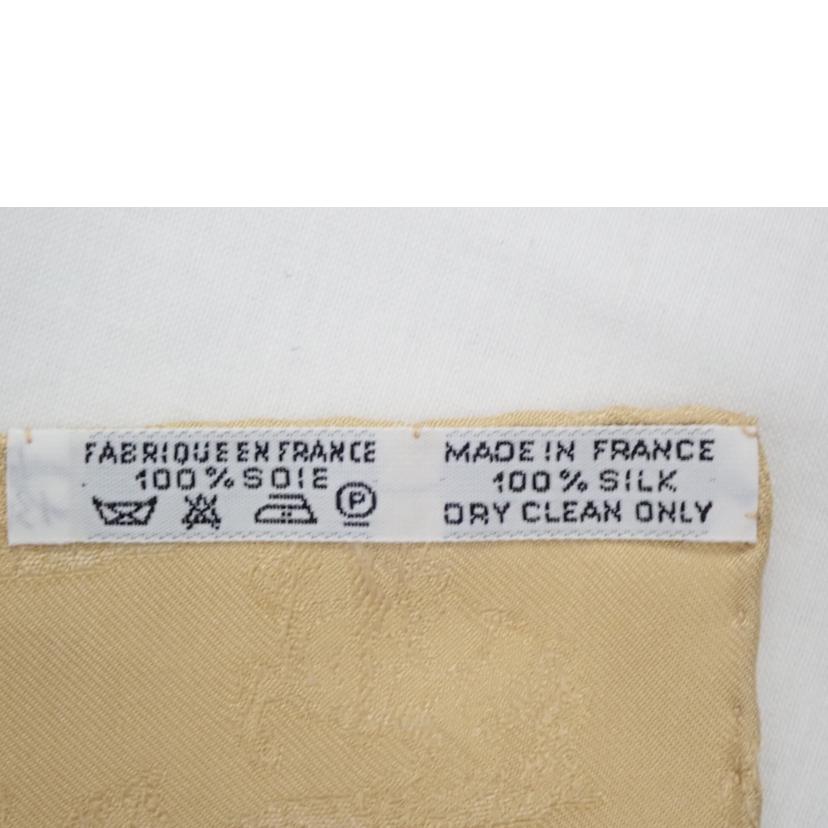 FABRIQUE EN FRANCE
100% SOIE
P
MADE IN FRANCE
100% SILK
DRY CLEAN ONLY